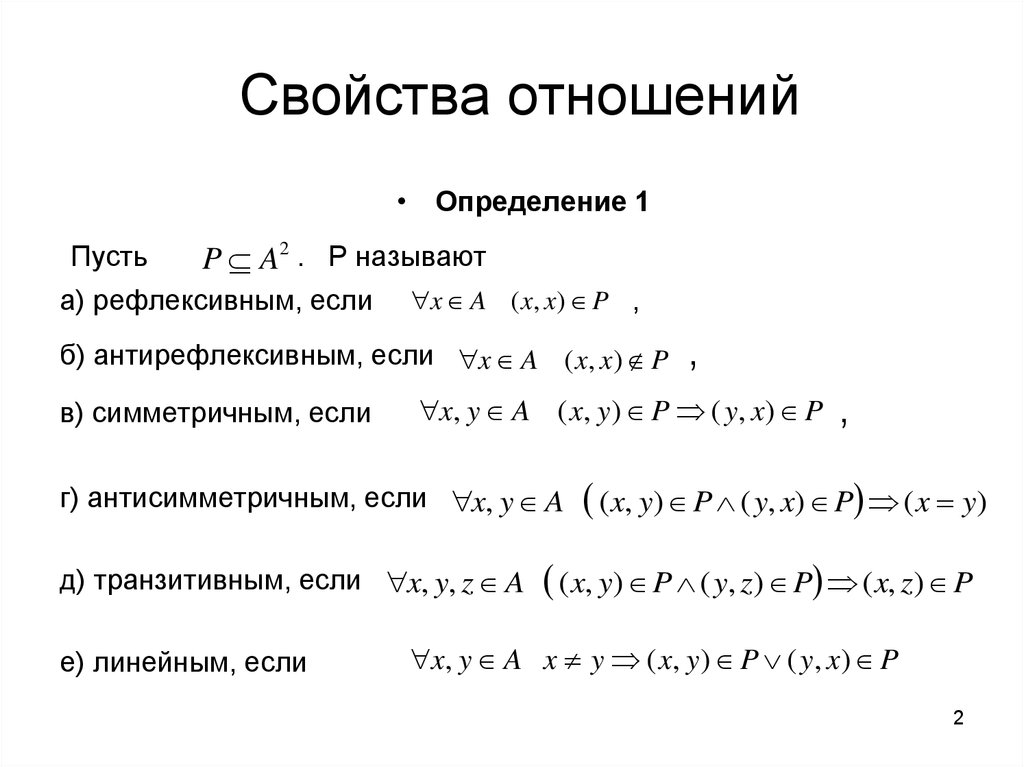 Свойства отношений
• Определение 1
Пусть P ⊆ A². P называют
а) рефлексивным, если ∀x ∈ A (x, x) ∈ P ,
б) антирефлексивным, если ∀x ∈ A (x, x) ∉ P ,
в) симметричным, если ∀x, y ∈ A (x, y) ∈ P ⇒ (y, x) ∈ P ,
г) антисимметричным, если ∀x, y ∈ A ((x, y) ∈ P ∧ (y, x) ∈ P) ⇒ (x = y)
д) транзитивным, если ∀x, y, z ∈ A ((x, y) ∈ P ∧ (y, z) ∈ P) ⇒ (x, z) ∈ P
е) линейным, если ∀x, y ∈ A x ≠ y ⇒ (x, y) ∈ P ∨ (y, x) ∈ P
2